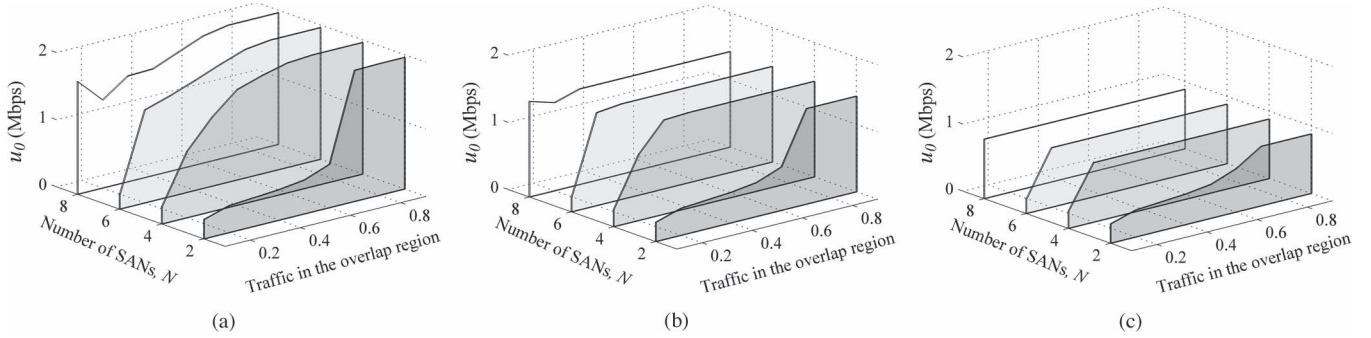 2
1
0
u₀ (Mbps)
8
6
4
2
Number of SANs, N
0.2
0.4
0.6
0.8
Traffic in the overlap region
(a)
2
1
0
u₀ (Mbps)
8
6
4
2
Number of SANs, N
0.2
0.4
0.6
0.8
Traffic in the overlap region
(b)
2
1
0
u₀ (Mbps)
8
6
4
2
Number of SANs, N
0.2
0.4
0.6
0.8
Traffic in the overlap region
(c)